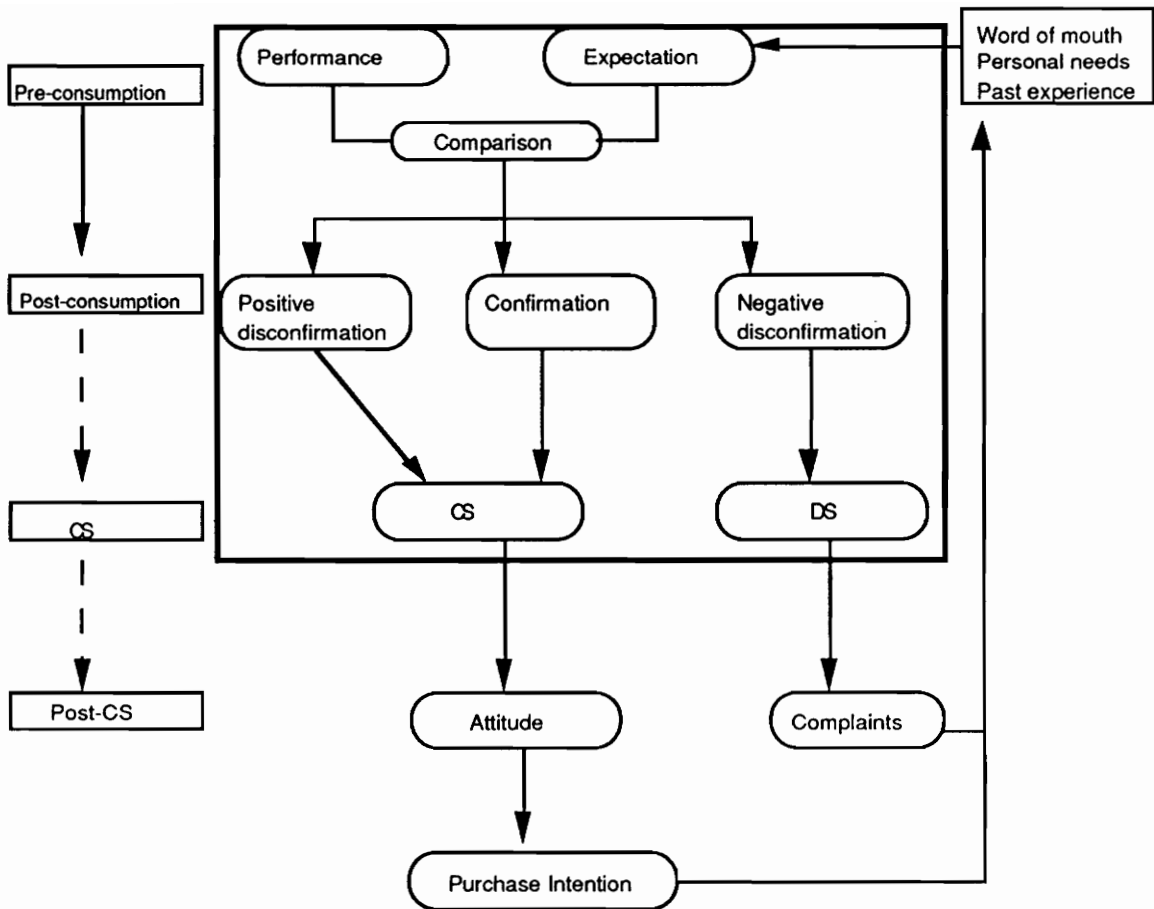 Performance
Expectation
Word of mouth
Personal needs
Past experience
Pre-consumption
Comparison
Post-consumption
Positive
disconfirmation
Confirmation
Negative
disconfirmation
CS
CS
DS
Post-CS
Attitude
Complaints
Purchase Intention